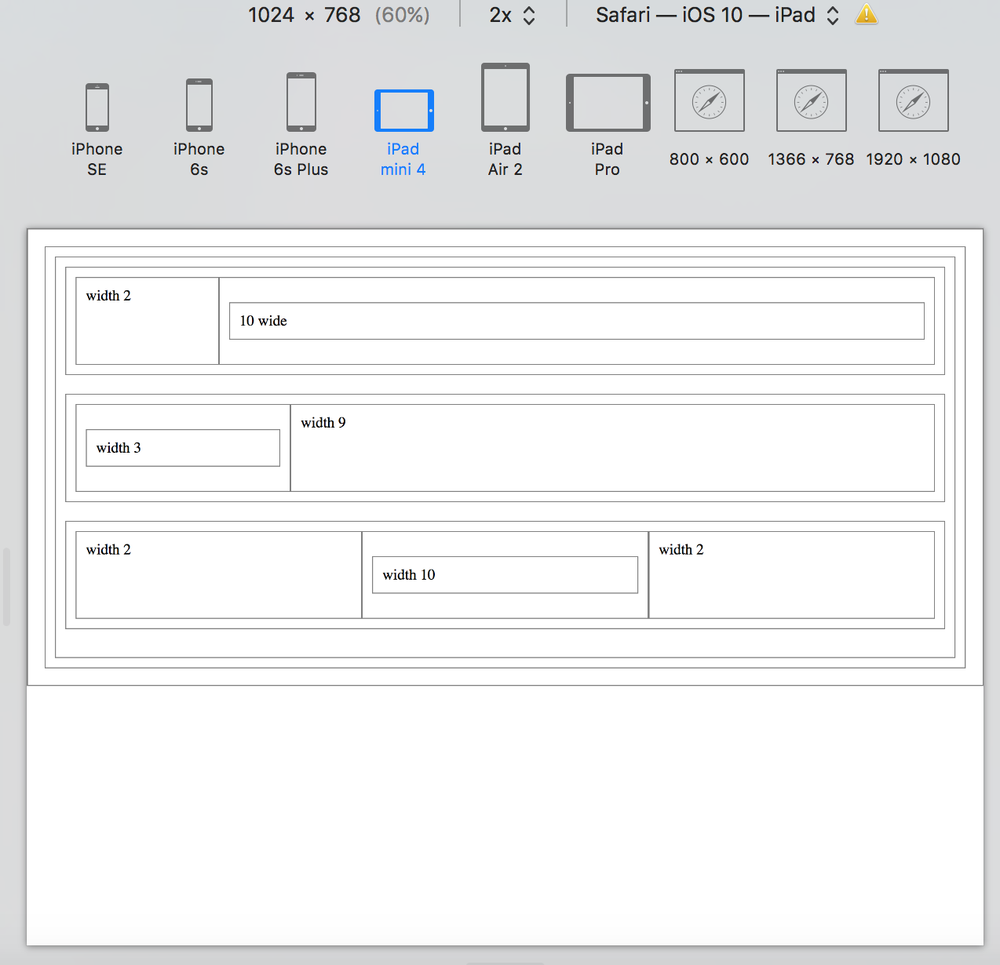 1024 × 768 (60%) 2x Safari — iOS 10 — iPad
iPhone SE
iPhone 6s
iPhone 6s Plus
iPad mini 4
iPad Air 2
iPad Pro
800 × 600
1366 × 768
1920 × 1080
width 2
10 wide
width 3
width 9
width 2
width 10
width 2